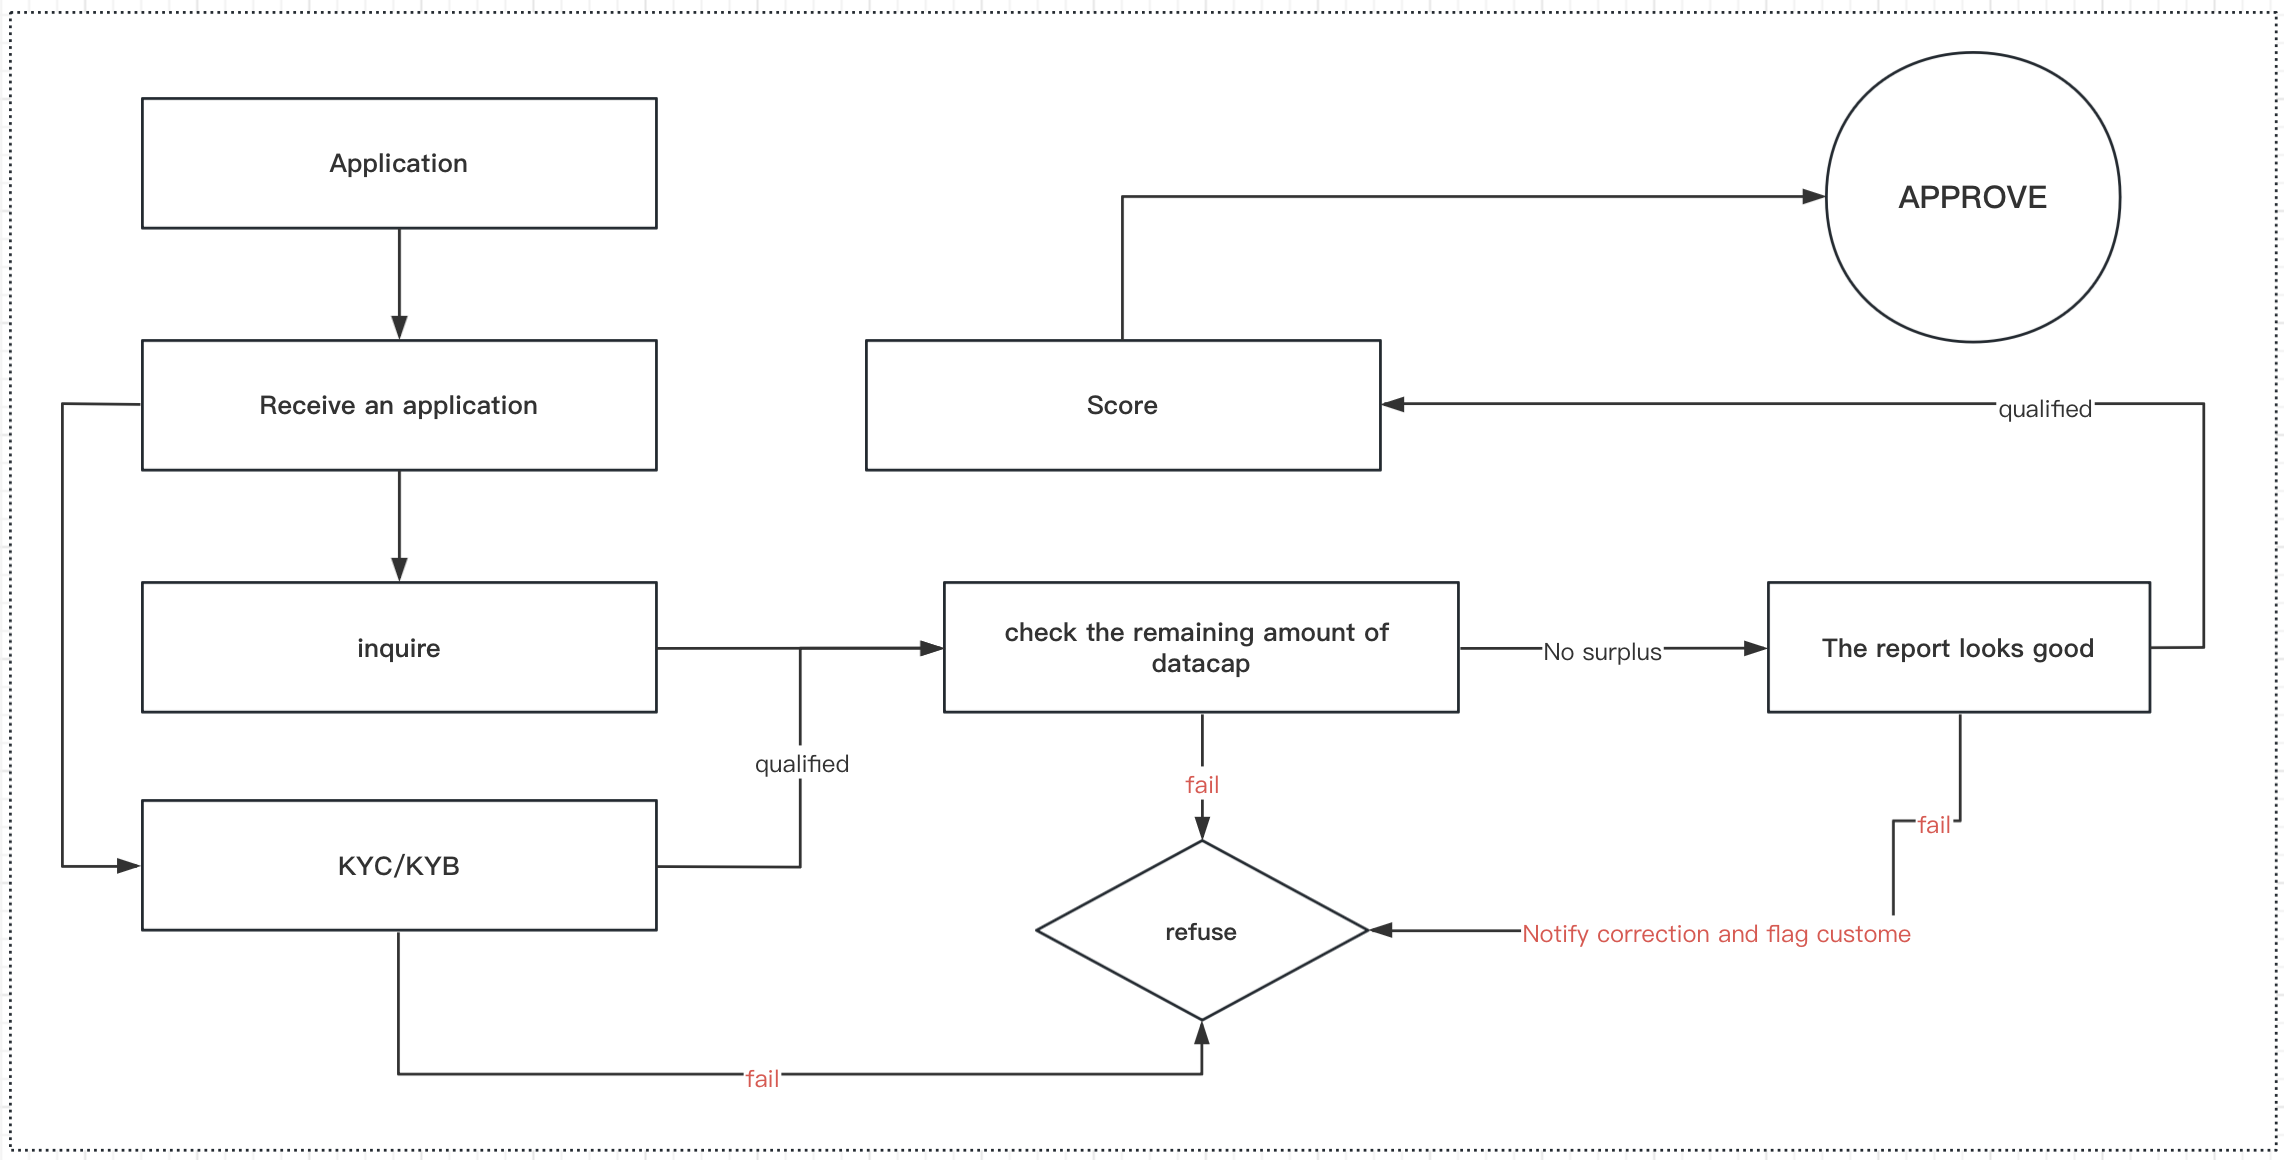 Application
APPROVE
Receive an application
Score
qualified
inquire
check the remaining amount of
datacap
No surplus
The report looks good
qualified
fail
fail
KYC/KYB
refuse
Notify correction and flag custome
fail